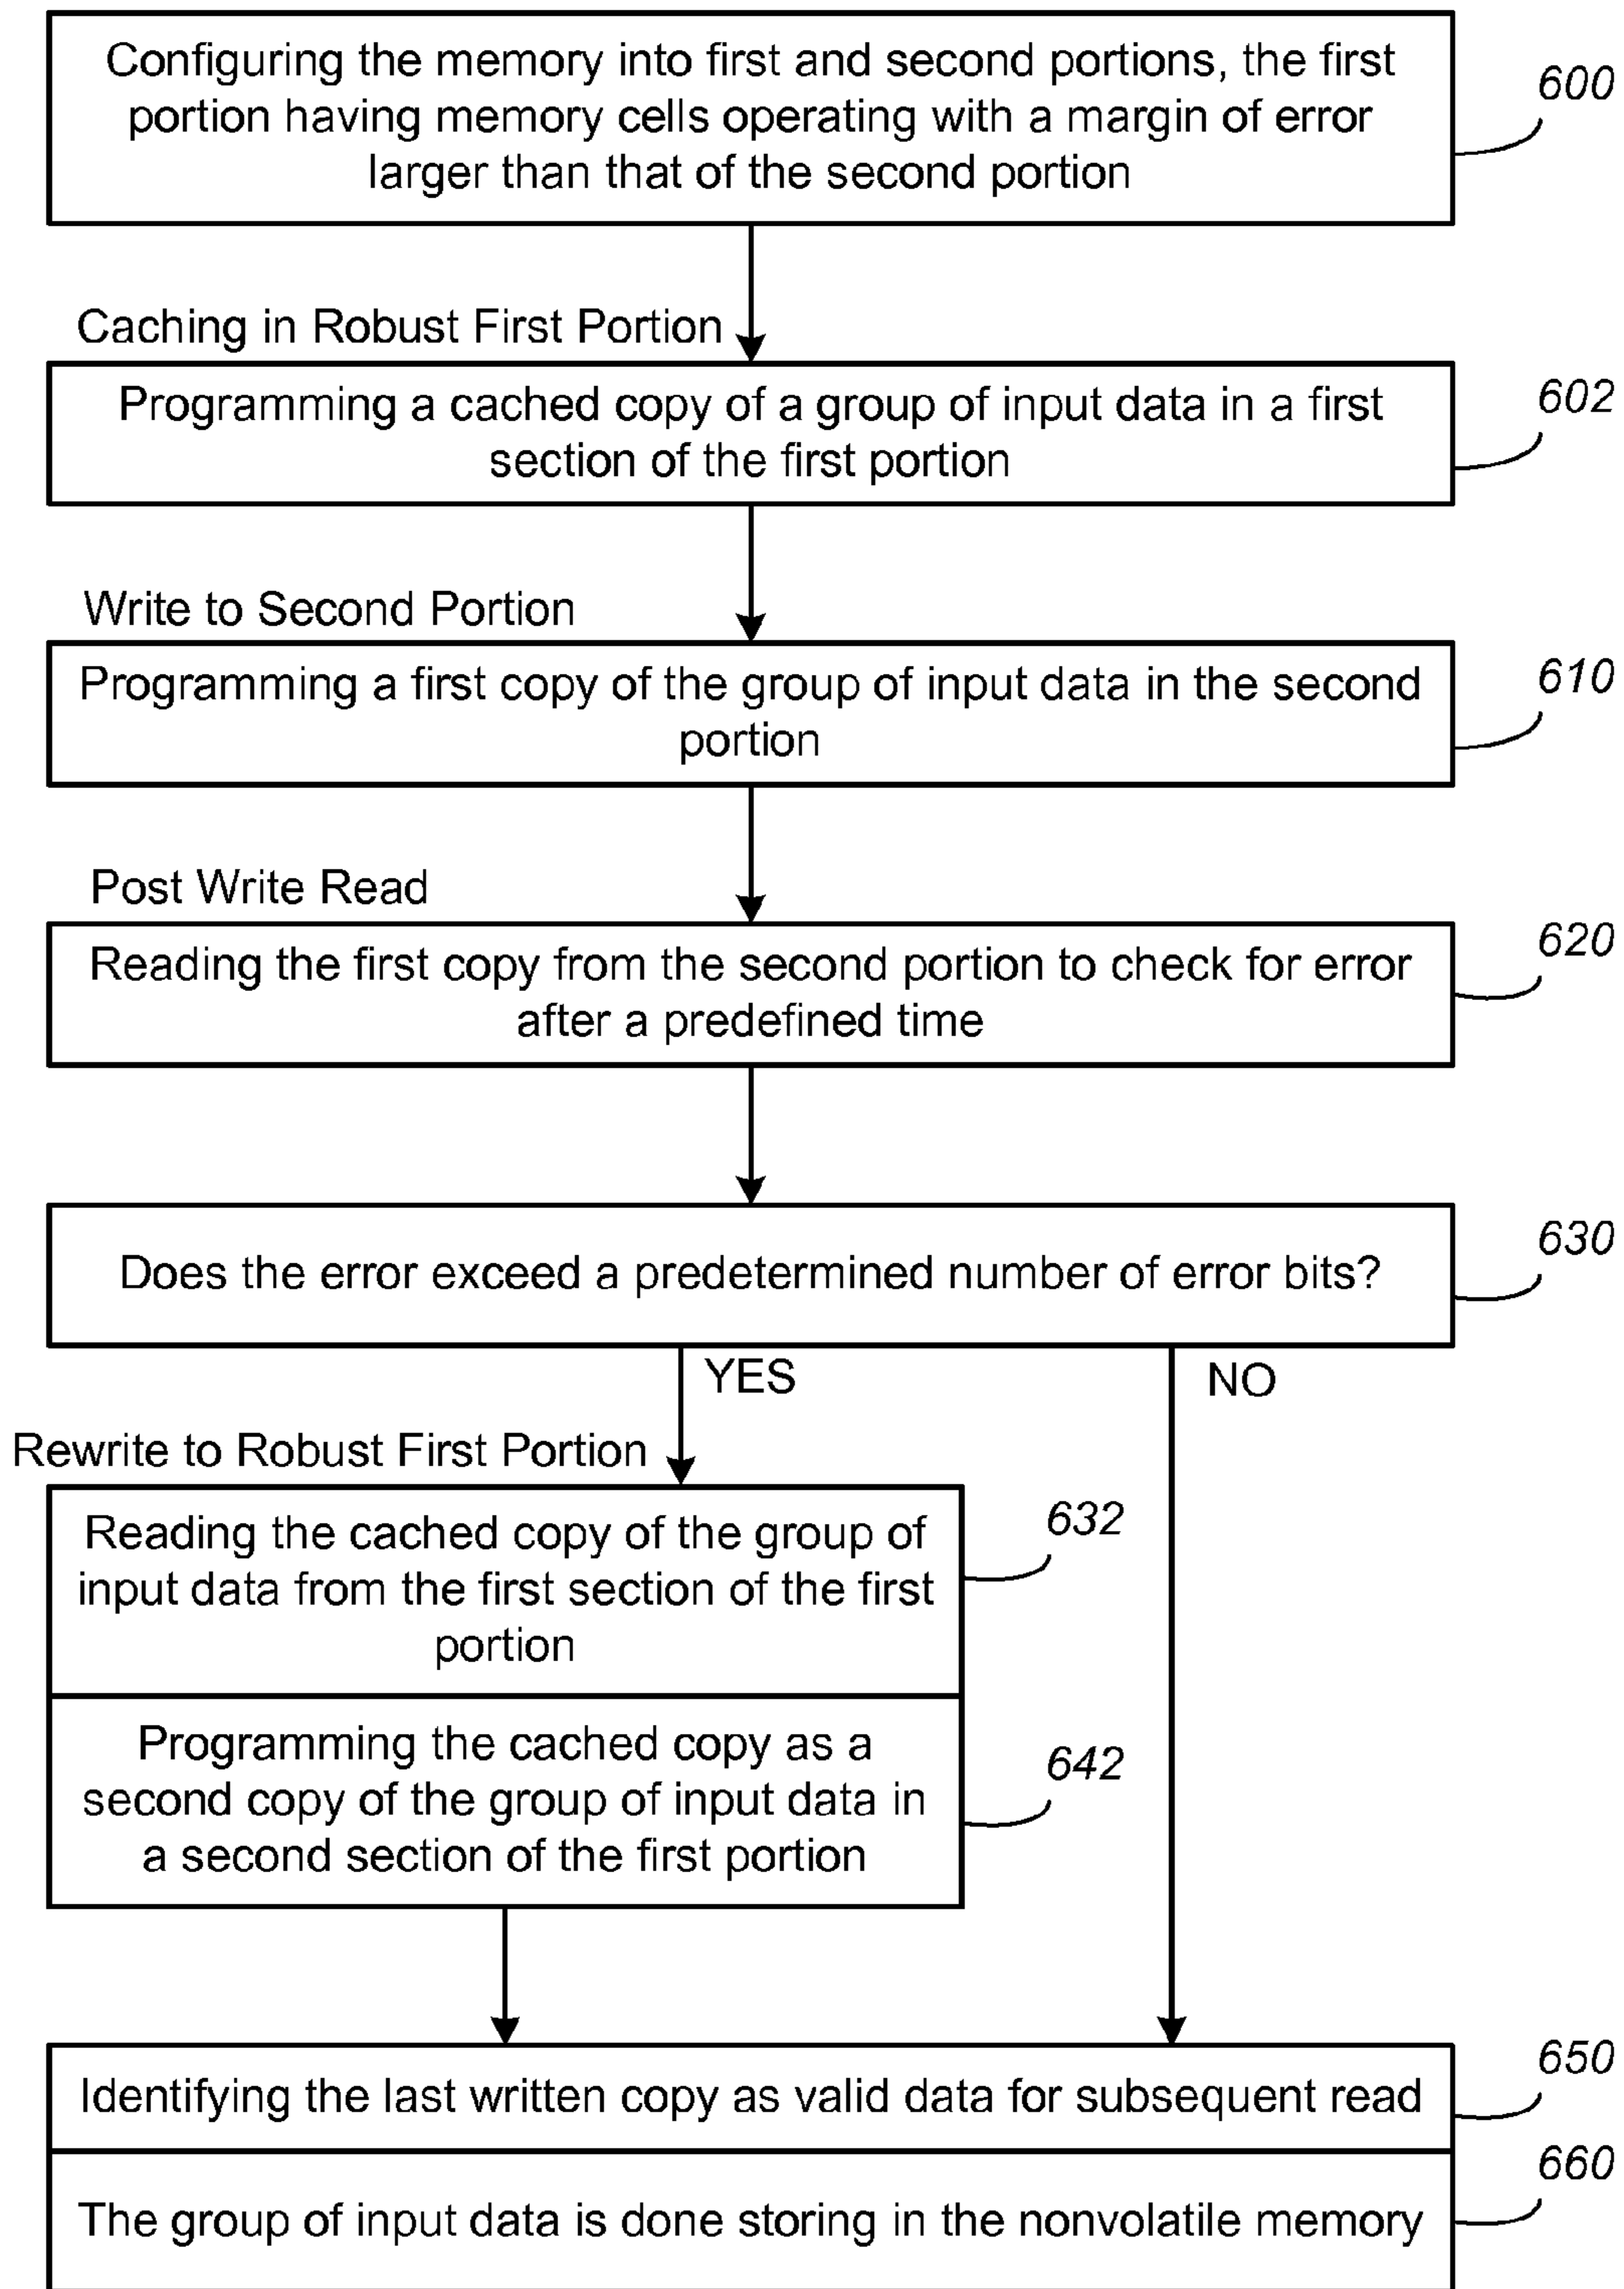 Configuring the memory into first and second portions, the first
portion having memory cells operating with a margin of error
larger than that of the second portion
600
Caching in Robust First Portion
Programming a cached copy of a group of input data in a first
section of the first portion
602
Write to Second Portion
Programming a first copy of the group of input data in the second
portion
610
Post Write Read
Reading the first copy from the second portion to check for error
after a predefined time
620
Does the error exceed a predetermined number of error bits?
630
YES
NO
Rewrite to Robust First Portion
Reading the cached copy of the group of
input data from the first section of the first
portion
632
Programming the cached copy as a
second copy of the group of input data in
a second section of the first portion
642
Identifying the last written copy as valid data for subsequent read
650
The group of input data is done storing in the nonvolatile memory
660